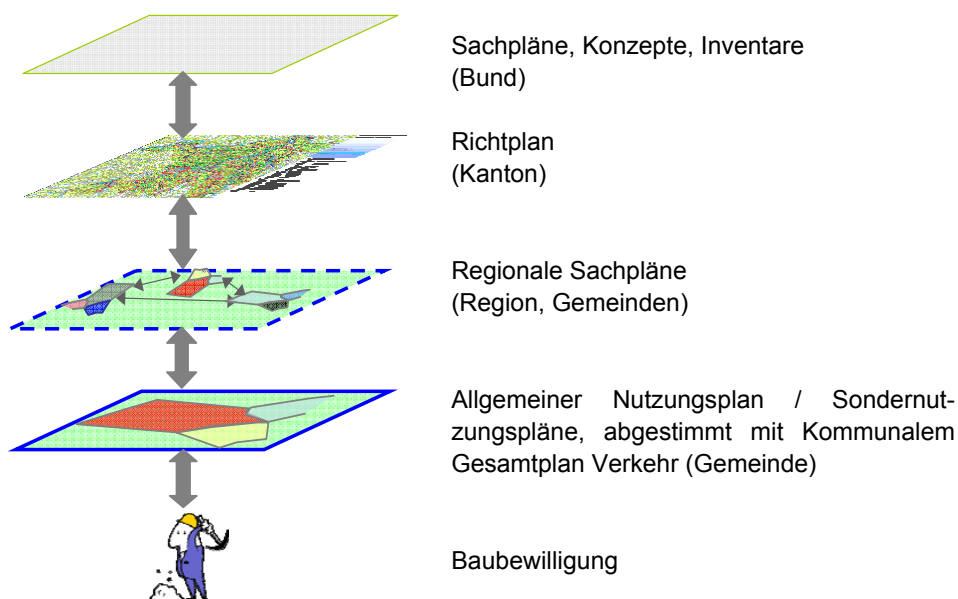 Sachpläne, Konzepte, Inventare
(Bund)
Richtplan
(Kanton)
Regionale Sachpläne
(Region, Gemeinden)
Allgemeiner Nutzungsplan / Sondernut-
zungspläne, abgestimmt mit Kommunalem
Gesamtplan Verkehr (Gemeinde)
Baubewilligung